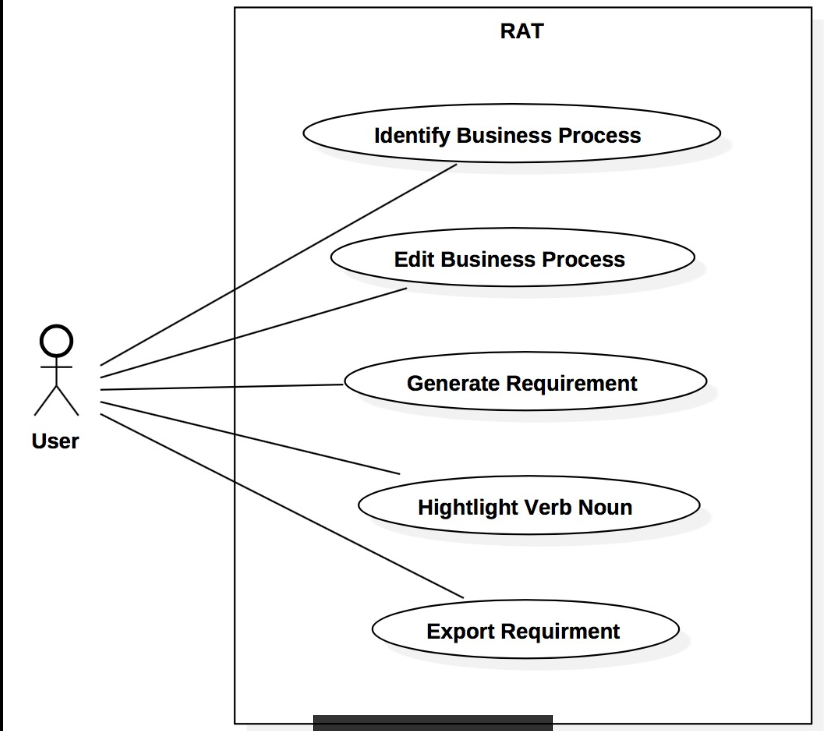 RAT
Identify Business Process
Edit Business Process
Generate Requirement
User
Hightlight Verb Noun
Export Requirment